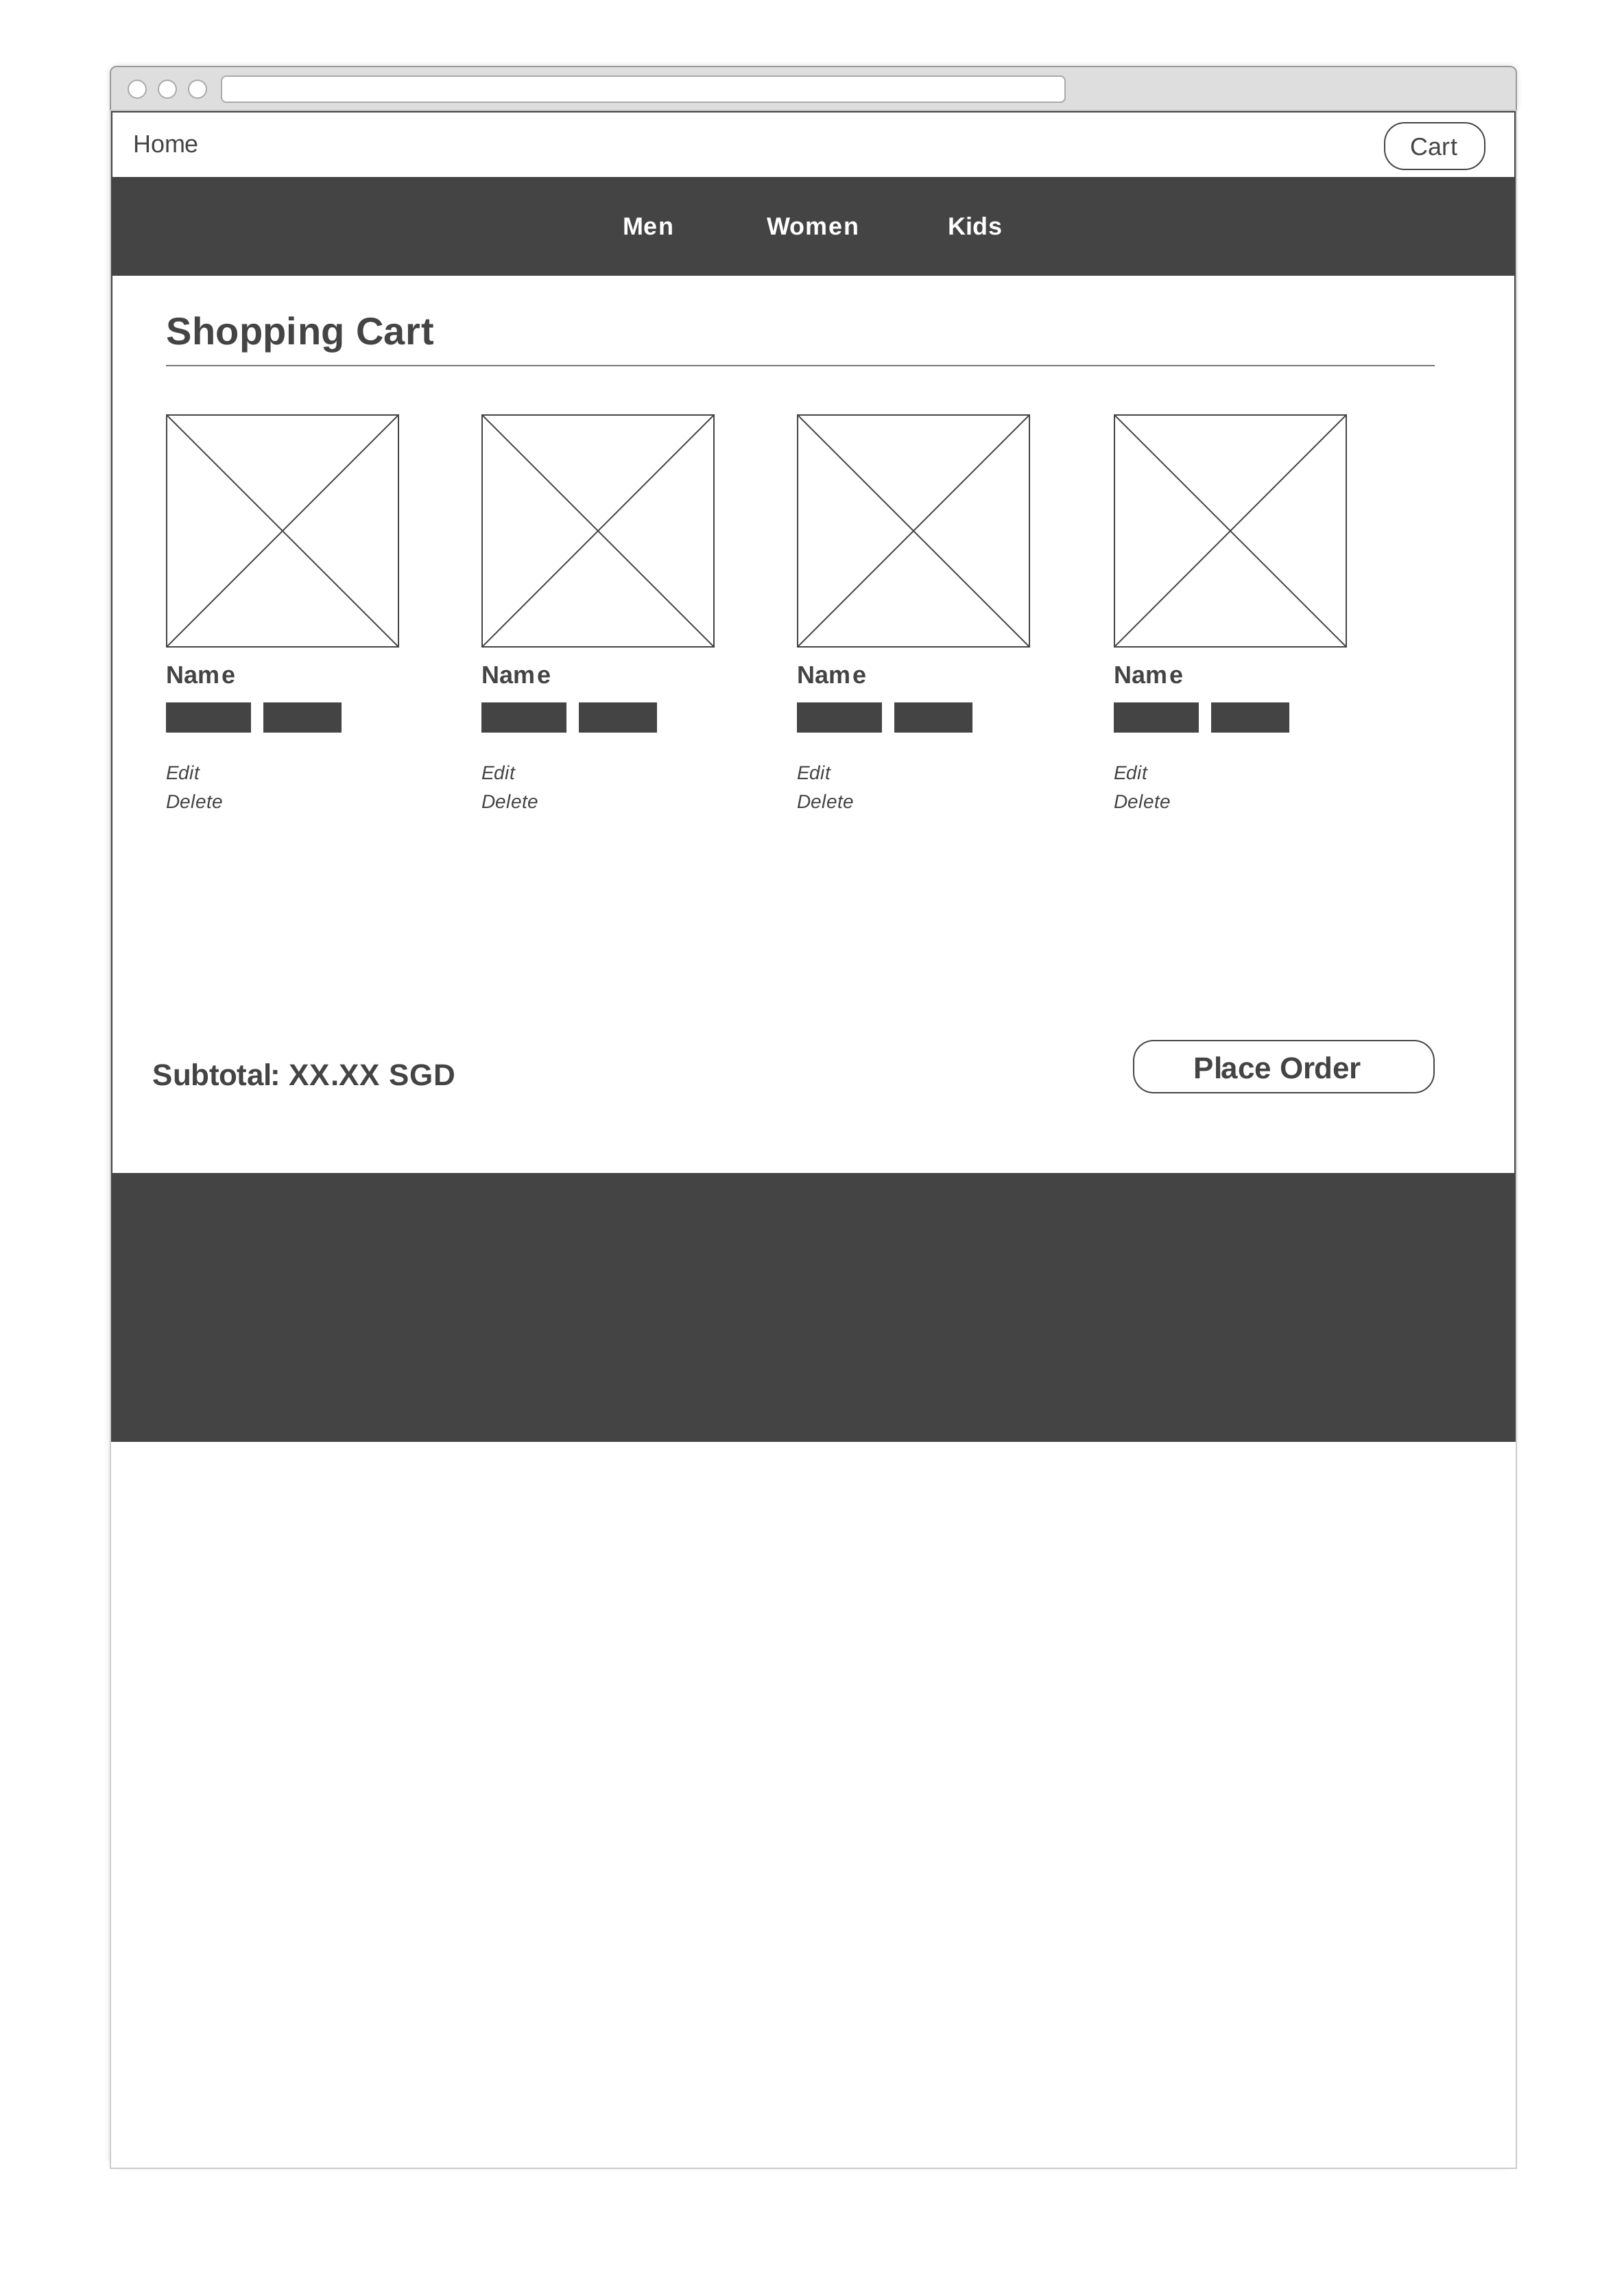 Home
Cart
Men Women Kids
Shopping Cart
Name Name Name Name
Edit Edit Edit Edit
Delete Delete Delete Delete
Subtotal: XX.XX SGD
Place Order